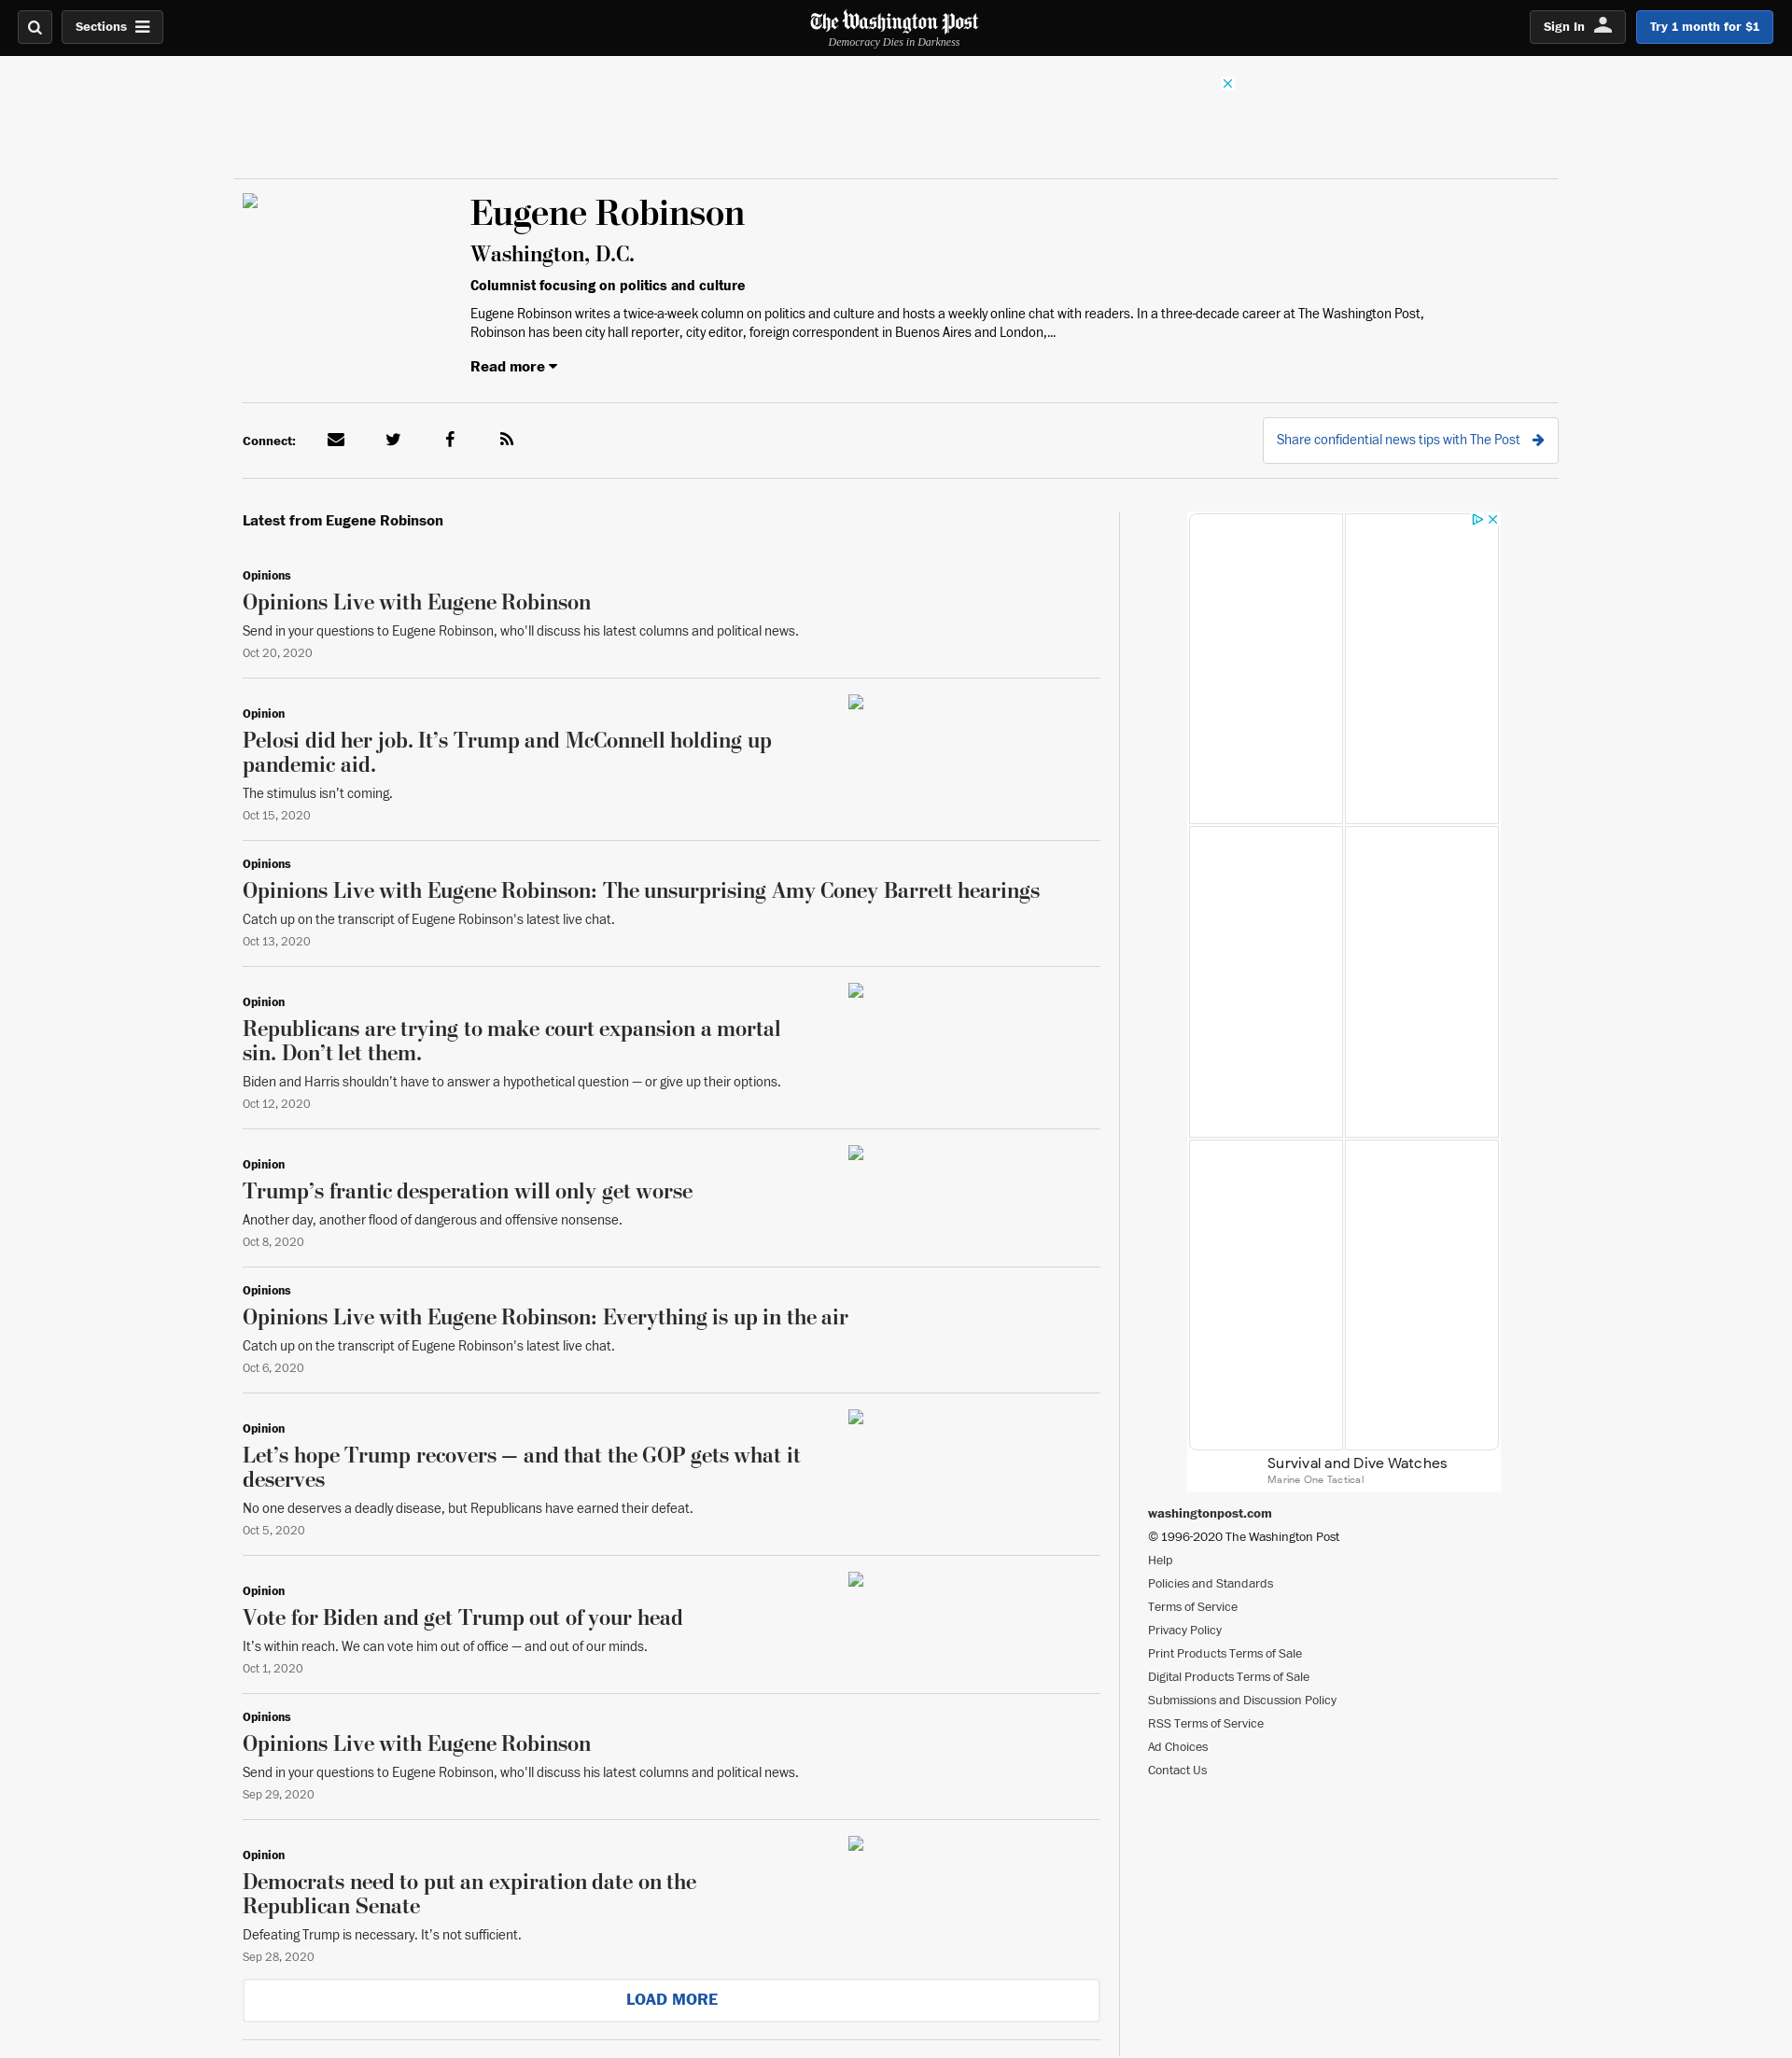 Sections
The Washington Post
Democracy Dies in Darkness
Sign In
Try 1 month for $1
Eugene Robinson
Washington, D.C.
Columnist focusing on politics and culture
Eugene Robinson writes a twice-a-week column on politics and culture and hosts a weekly online chat with readers. In a three-decade career at The Washington Post,
Robinson has been city hall reporter, city editor, foreign correspondent in Buenos Aires and London,...
Read more
Connect:
Share confidential news tips with The Post
Latest from Eugene Robinson
Opinions
Opinions Live with Eugene Robinson
Send in your questions to Eugene Robinson, who'll discuss his latest columns and political news.
Oct 20, 2020
Opinion
Pelosi did her job. It’s Trump and McConnell holding up
pandemic aid.
The stimulus isn’t coming.
Oct 15, 2020
Opinions
Opinions Live with Eugene Robinson: The unsurprising Amy Coney Barrett hearings
Catch up on the transcript of Eugene Robinson's latest live chat.
Oct 13, 2020
Opinion
Republicans are trying to make court expansion a mortal
sin. Don’t let them.
Biden and Harris shouldn’t have to answer a hypothetical question — or give up their options.
Oct 12, 2020
Opinion
Trump’s frantic desperation will only get worse
Another day, another flood of dangerous and offensive nonsense.
Oct 8, 2020
Opinions
Opinions Live with Eugene Robinson: Everything is up in the air
Catch up on the transcript of Eugene Robinson's latest live chat.
Oct 6, 2020
Opinion
Let’s hope Trump recovers — and that the GOP gets what it
deserves
No one deserves a deadly disease, but Republicans have earned their defeat.
Oct 5, 2020
Opinion
Vote for Biden and get Trump out of your head
It’s within reach. We can vote him out of office — and out of our minds.
Oct 1, 2020
Opinions
Opinions Live with Eugene Robinson
Send in your questions to Eugene Robinson, who'll discuss his latest columns and political news.
Sep 29, 2020
Opinion
Democrats need to put an expiration date on the
Republican Senate
Defeating Trump is necessary. It’s not sufficient.
Sep 28, 2020
LOAD MORE
Survival and Dive Watches
Marine One Tactical
washingtonpost.com
© 1996-2020 The Washington Post
Help
Policies and Standards
Terms of Service
Privacy Policy
Print Products Terms of Sale
Digital Products Terms of Sale
Submissions and Discussion Policy
RSS Terms of Service
Ad Choices
Contact Us